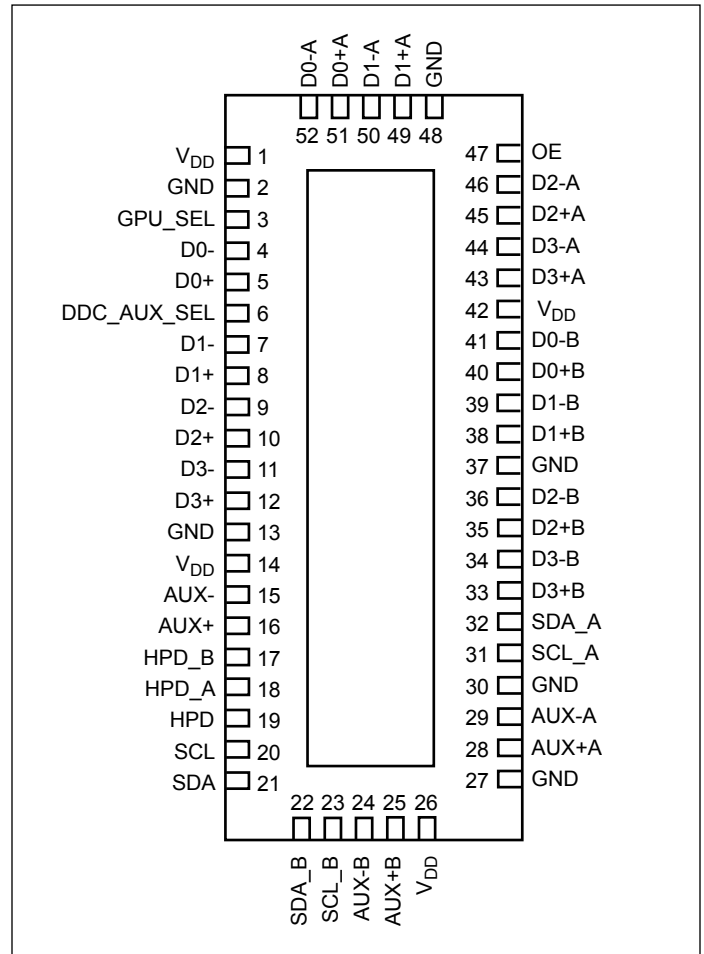 D0-A
D0+A
D1-A
D1+A
GND
52 51 50 49 48
VDD 1
GND 2
GPU_SEL 3
D0- 4
D0+ 5
DDC_AUX_SEL 6
D1- 7
D1+ 8
D2- 9
D2+ 10
D3- 11
D3+ 12
GND 13
VDD 14
AUX- 15
AUX+ 16
HPD_B 17
HPD_A 18
HPD 19
SCL 20
SDA 21
47 OE
46 D2-A
45 D2+A
44 D3-A
43 D3+A
42 VDD
41 D0-B
40 D0+B
39 D1-B
38 D1+B
37 GND
36 D2-B
35 D2+B
34 D3-B
33 D3+B
32 SDA_A
31 SCL_A
30 GND
29 AUX-A
28 AUX+A
27 GND
22 23 24 25 26
SDA_B
SCL_B
AUX-B
AUX+B
VDD